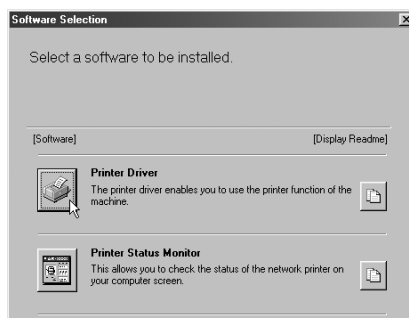 Software Selection
Select a software to be installed.
[Software] [Display Readme]
Printer Driver
The printer driver enables you to use the printer function of the
machine.
Printer Status Monitor
This allows you to check the status of the network printer on
your computer screen.